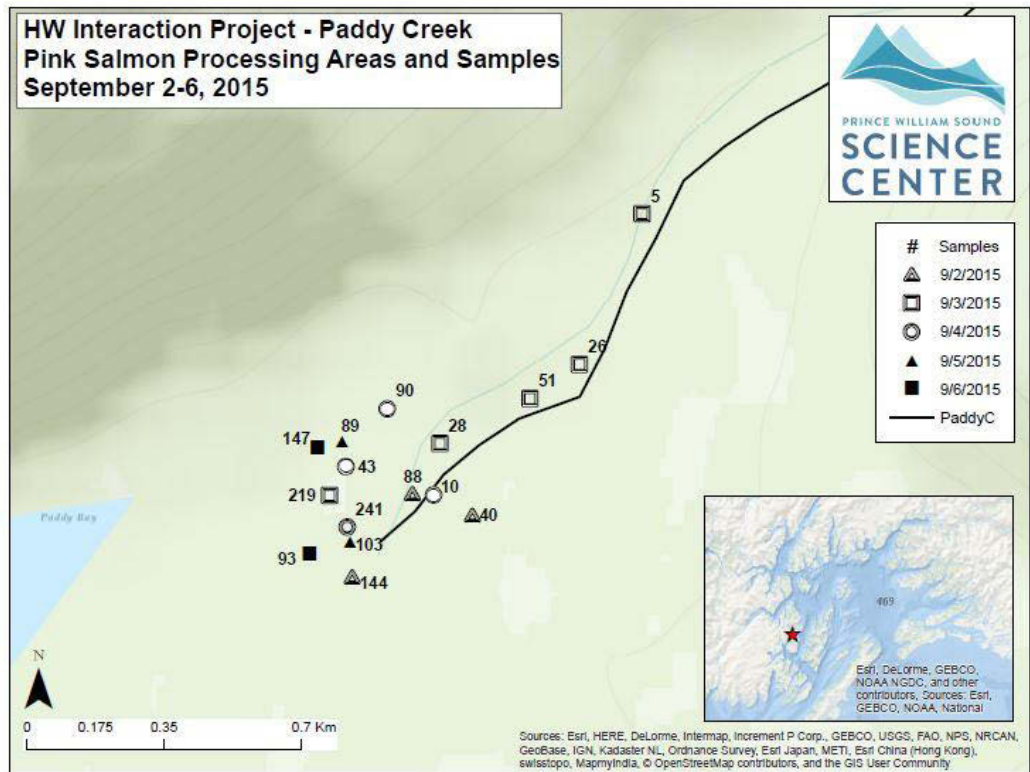 HW Interaction Project - Paddy Creek
Pink Salmon Processing Areas and Samples
September 2-6, 2015
PRINCE WILLIAM SOUND
SCIENCE
CENTER
# Samples
9/2/2015
9/3/2015
9/4/2015
9/5/2015
9/6/2015
PaddyC
5
26
51
90
89
28
147
43
88
219
10
241
40
103
93
144
Paddy Bay
N
0 0.175 0.35 0.7 Km
469
Esri, DeLorme, GEBCO,
NOAA NGDC, and other
contributors, Sources: Esri,
GEBCO, NOAA, National
Sources: Esri, HERE, DeLorme, Intermap, Increment P Corp., GEBCO, USGS, FAO, NPS, NRCAN,
GeoBase, IGN, Kadaster NL, Ordnance Survey, Esri Japan, METI, Esri China (Hong Kong),
swisstopo, MapmyIndia, © OpenStreetMap contributors, and the GIS User Community